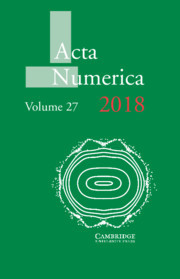 Acta
Numerica
Volume 27 2018
CAMBRIDGE
UNIVERSITY PRESS